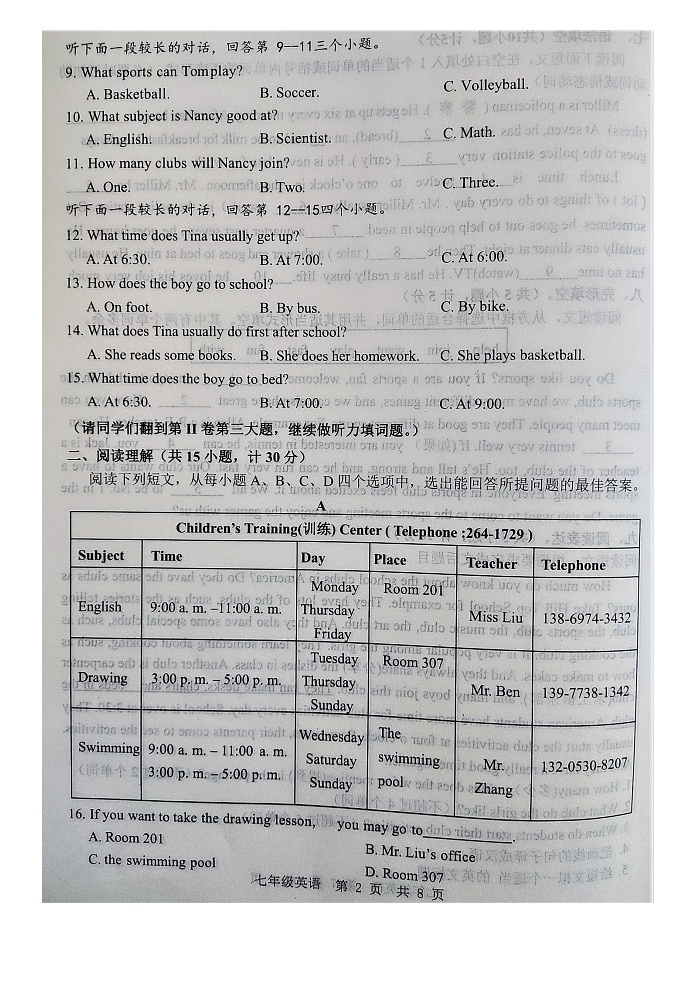 听下面一段较长的对话，回答第 9--11三个小题。
9. What sports can Tom play?
A. Basketball. B. Soccer. C. Volleyball.
10. What subject is Nancy good at?
A. English. B. Scientist. C. Math.
11. How many clubs will Nancy join?
A. One. B. Two. C. Three.
听下面一段较长的对话，回答第 12--15四个小题。
12. What time does Tina usually get up?
A. At 6:30. B. At 7:00. C. At 6:00.
13. How does the boy go to school?
A. On foot. B. By bus. C. By bike.
14. What does Tina usually do first after school?
A. She reads some books. B. She does her homework. C. She plays basketball.
15. What time does the boy go to bed?
A. At 6:30. B. At 7:00. C. At 9:00.
(请同学们翻到第 II 卷第三大题，继续做听力填词题。)
二、阅读理解（共 15 小题，计 30 分）
阅读下列短文，从每小题 A、B、C、D 四个选项中，选出能回答所提问题的最佳答案。
A
Children's Training(训练) Center ( Telephone :264-1729 )
Subject Time Day Place Teacher Telephone
English 9:00 a. m. –11:00 a. m. Monday Thursday Friday Room 201 Miss Liu 138-6974-3432
Drawing 3:00 p. m. – 5:00 p. m. Tuesday Thursday Sunday Room 307 Mr. Ben 139-7738-1342
Swimming 9:00 a. m. – 11:00 a. m. 3:00 p. m. – 5:00 p. m. Wednesday Saturday Sunday The swimming pool Mr. Zhang 132-0530-8207
16. If you want to take the drawing lesson, you may go to __________.
A. Room 201 B. Mr. Liu's office
C. the swimming pool D. Room 307
七年级英语 第 2 页 共 8 页